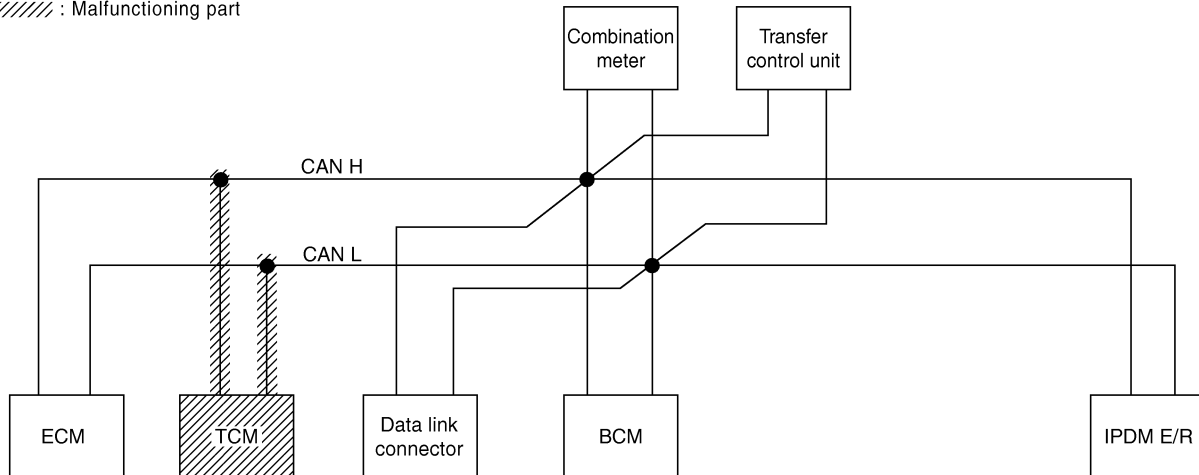 : Malfunctioning part
Combination
meter
Transfer
control unit
CAN H
CAN L
ECM
TCM
Data link
connector
BCM
IPDM E/R